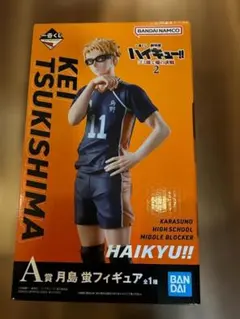 一番くじ
BANDAI NAMCO
ハイキュー!!
2
KEI
TSUKISHIMA
11
KARASUNO
HIGH SCHOOL
MIDDLE BLOCKER
HAIKYU!!
A賞 月島 蛍フィギュア 全1種
BANDAI